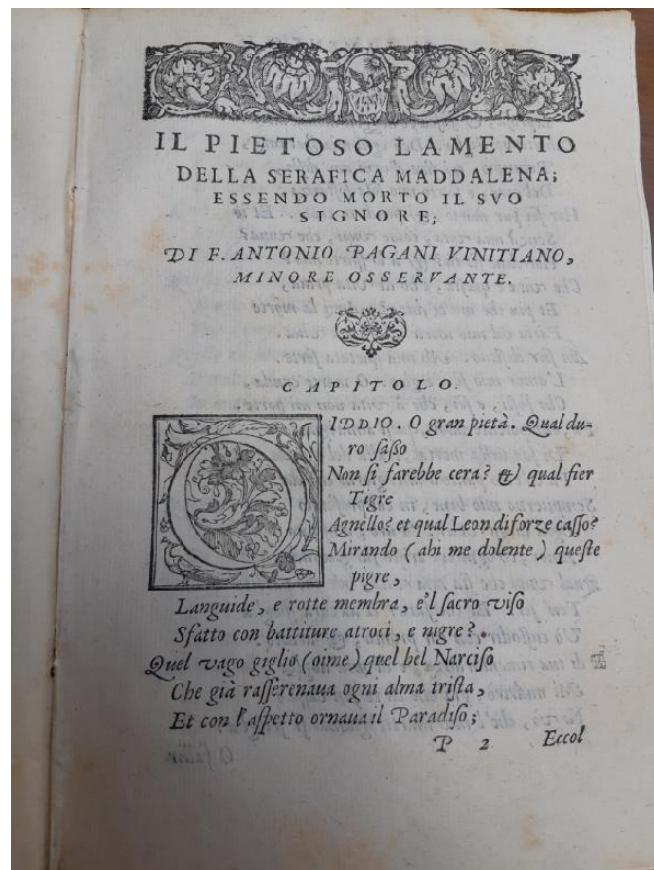 IL PIETOSO LAMENTO
DELLA SERAFICA MADDALENA;
ESSENDO MORTO IL SVO
SIGNORE;
DI F. ANTONIO PAGANI VINITIANO,
MINORE OSSERVANTE.
CAPITOLO.
O IDDIO. O gran pietà. Qual du-
ro ſaßo
Non ſi farebbe cera? & qual fier
Tigre
Agnello? et qual Leon di forze caſſo?
Mirando (ahi me dolente) queſte
pigre,
Languide, e rotte membra, e'l ſacro viſo
Sfatto con battiture atroci, e nigre?
Quel vago giglio (oime) quel bel Narciſo
Che già raſſerenaua ogni alma triſta,
Et con l'aſpetto ornaua il Paradiſo;
P 2 Eccol